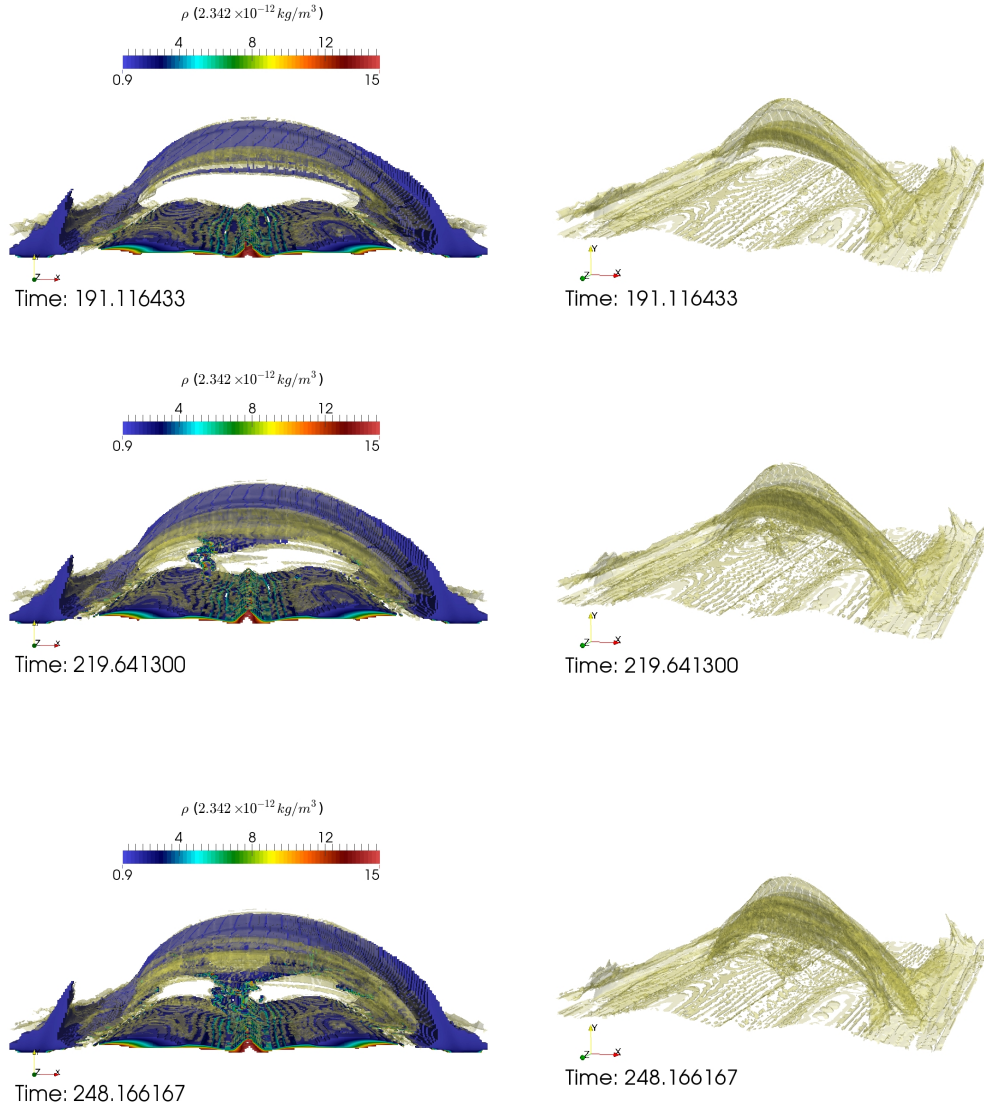 ρ (2.342 ×10⁻¹² kg/m³)
4 8 12
0.9 15
Y
Z X
Z x
Time: 191.116433
Time: 191.116433
ρ (2.342 ×10⁻¹² kg/m³)
4 8 12
0.9 15
Y
Z X
Z x
Time: 219.641300
Time: 219.641300
ρ (2.342 ×10⁻¹² kg/m³)
4 8 12
0.9 15
Y
Z X
Z x
Time: 248.166167
Time: 248.166167